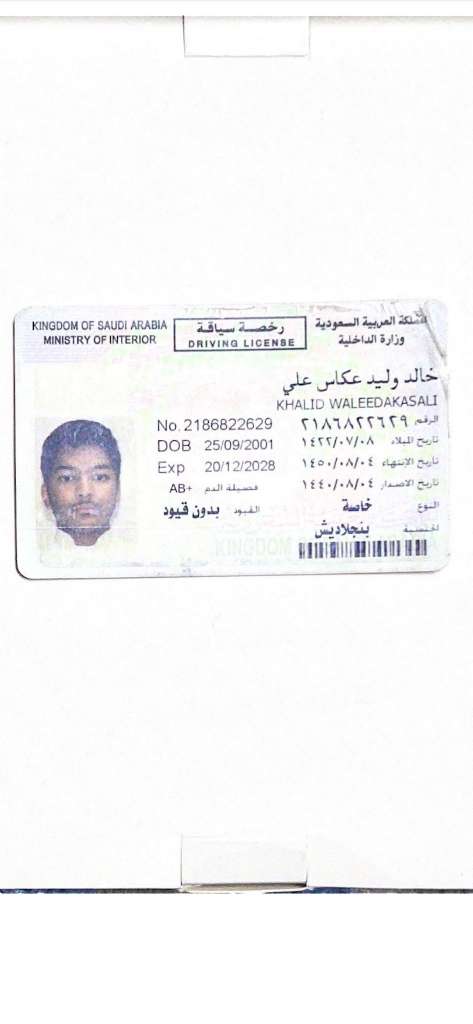 KINGDOM OF SAUDI ARABIA
MINISTRY OF INTERIOR
رخصة سياقة
DRIVING LICENSE
المملكة العربية السعودية
وزارة الداخلية
خالد وليد عكاس علي
KHALID WALEEDAKASALI
No. 2186822629 الرقم ٢١٨٦٨٢٢٦٢٩
DOB 25/09/2001 تاريخ الميلاد ١٤٢٢/٠٧/٠٨
Exp 20/12/2028 تاريخ الانتهاء ١٤٥٠/٠٨/٠٤
AB+ فصيلة الدم تاريخ الاصدار ١٤٤٠/٠٨/٠٤
القيود بدون قيود النوع خاصة
الجنسية بنجلاديش
KINGDOM